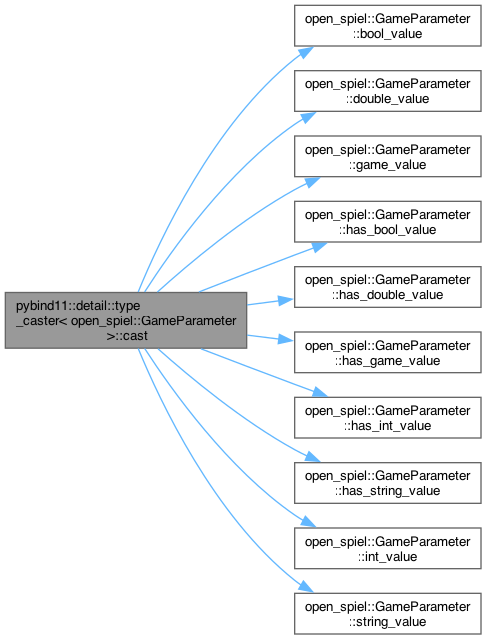 open_spiel::GameParameter
::bool_value
open_spiel::GameParameter
::double_value
open_spiel::GameParameter
::game_value
open_spiel::GameParameter
::has_bool_value
open_spiel::GameParameter
::has_double_value
pybind11::detail::type
_caster< open_spiel::GameParameter
>::cast
open_spiel::GameParameter
::has_game_value
open_spiel::GameParameter
::has_int_value
open_spiel::GameParameter
::has_string_value
open_spiel::GameParameter
::int_value
open_spiel::GameParameter
::string_value